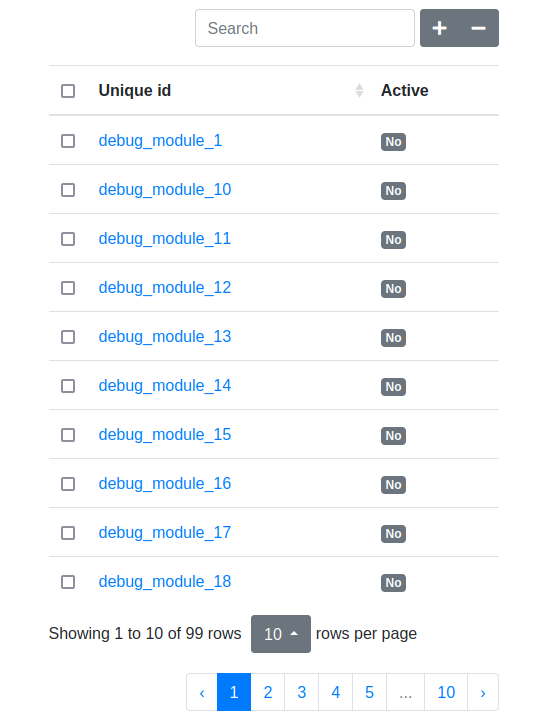 Search + −
Unique id Active
debug_module_1 No
debug_module_10 No
debug_module_11 No
debug_module_12 No
debug_module_13 No
debug_module_14 No
debug_module_15 No
debug_module_16 No
debug_module_17 No
debug_module_18 No
Showing 1 to 10 of 99 rows 10 rows per page
‹ 1 2 3 4 5 ... 10 ›